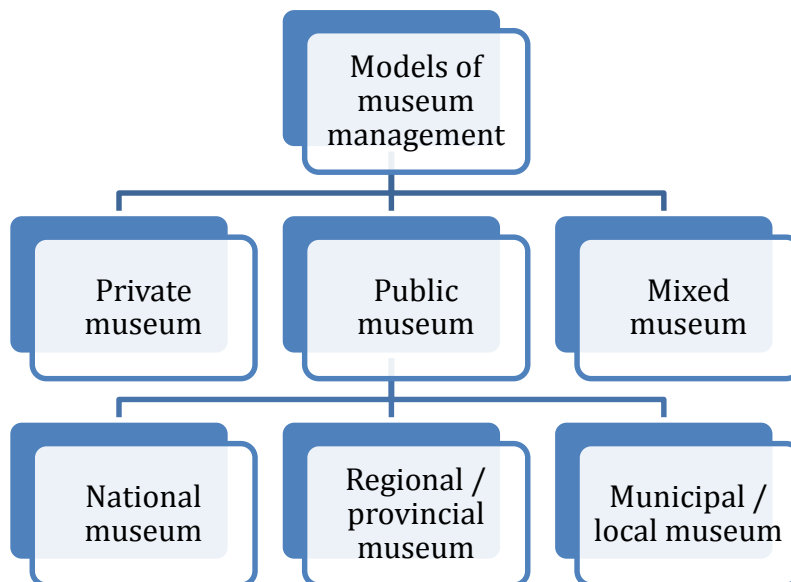 Models of
museum
management
Private
museum
Public
museum
Mixed
museum
National
museum
Regional /
provincial
museum
Municipal /
local museum